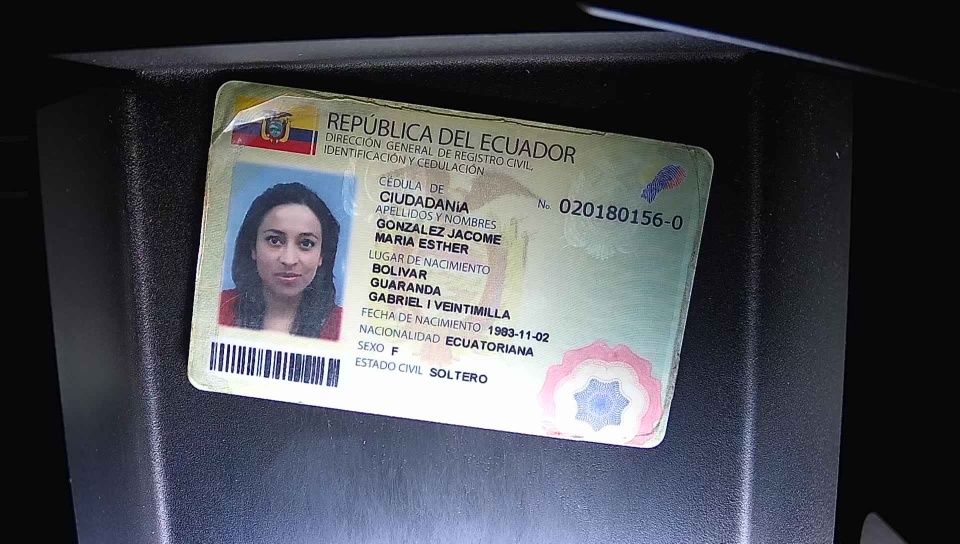 REPÚBLICA DEL ECUADOR
DIRECCIÓN GENERAL DE REGISTRO CIVIL,
IDENTIFICACIÓN Y CEDULACIÓN
CÉDULA DE
CIUDADANíA
No. 020180156-0
APELLIDOS Y NOMBRES
GONZALEZ JACOME
MARIA ESTHER
LUGAR DE NACIMIENTO
BOLIVAR
GUARANDA
GABRIEL I VEINTIMILLA
FECHA DE NACIMIENTO 1983-11-02
NACIONALIDAD ECUATORIANA
SEXO F
ESTADO CIVIL SOLTERO